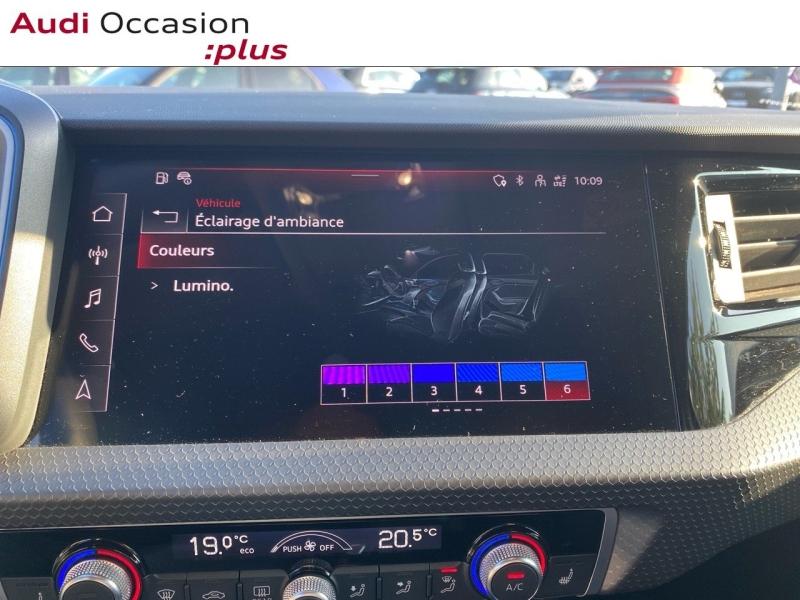 Audi Occasion
:plus
10:09
Véhicule
Éclairage d'ambiance
Couleurs
> Lumino.
1 2 3 4 5 6
19.0°C eco
PUSH OFF
20.5°C
REAR
A/C